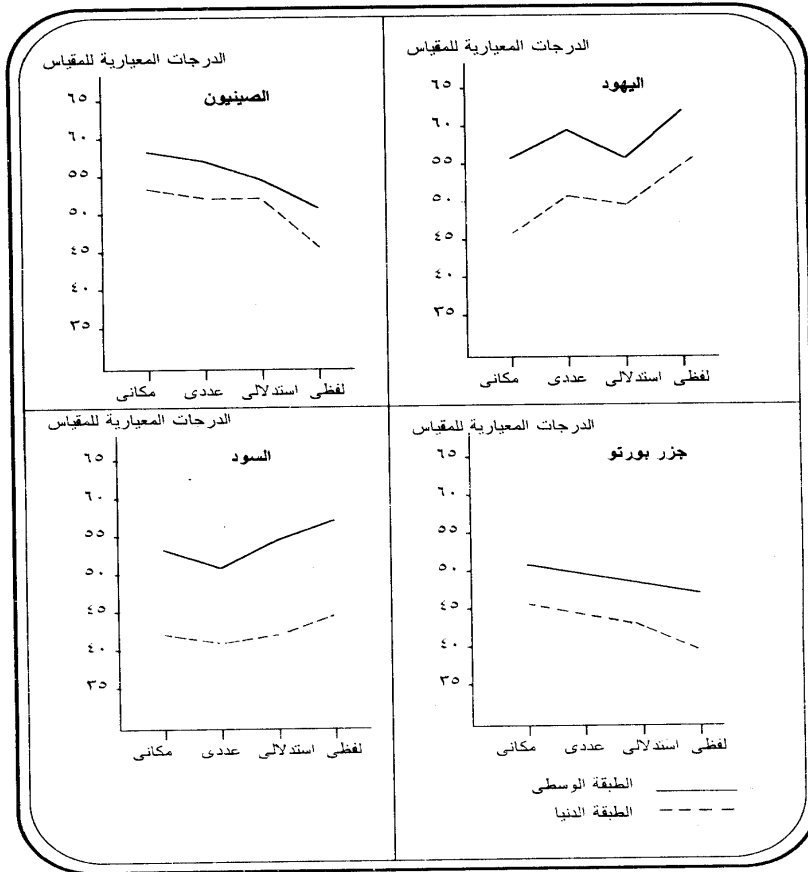 الدرجات المعيارية للمقياس
اليهود
٦٥
٦٠
٥٥
٥٠
٤٥
٤٠
٣٥
مكانى عددى استدلالى لفظى
الدرجات المعيارية للمقياس
الصينيون
٦٥
٦٠
٥٥
٥٠
٤٥
٤٠
٣٥
مكانى عددى استدلالى لفظى
الدرجات المعيارية للمقياس
جزر بورتو
٦٥
٦٠
٥٥
٥٠
٤٥
٤٠
٣٥
مكانى عددى استدلالى لفظى
الدرجات المعيارية للمقياس
السود
٦٥
٦٠
٥٥
٥٠
٤٥
٤٠
٣٥
مكانى عددى استدلالى لفظى
الطبقة الوسطى
الطبقة الدنيا